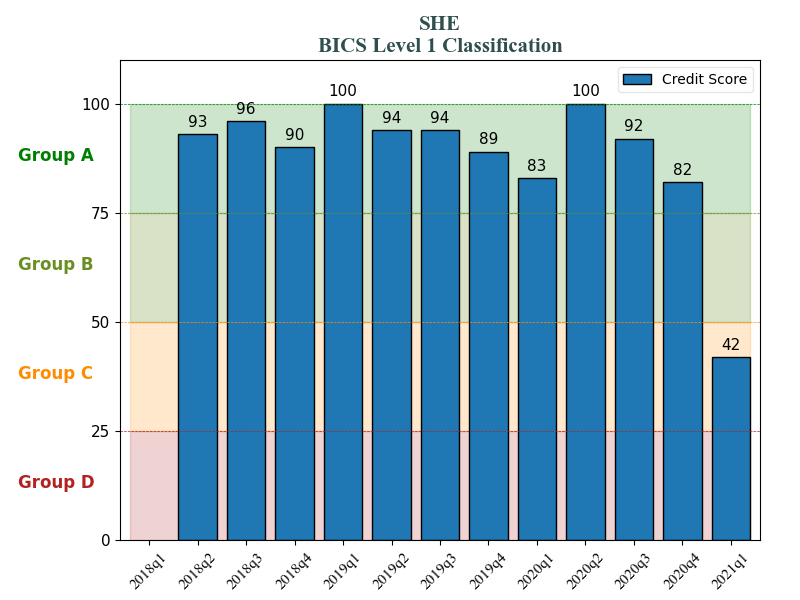 SHE
BICS Level 1 Classification
Credit Score
100
75
50
25
0
Group A
Group B
Group C
Group D
93
96
90
100
94
94
89
83
100
92
82
42
2018q1
2018q2
2018q3
2018q4
2019q1
2019q2
2019q3
2019q4
2020q1
2020q2
2020q3
2020q4
2021q1